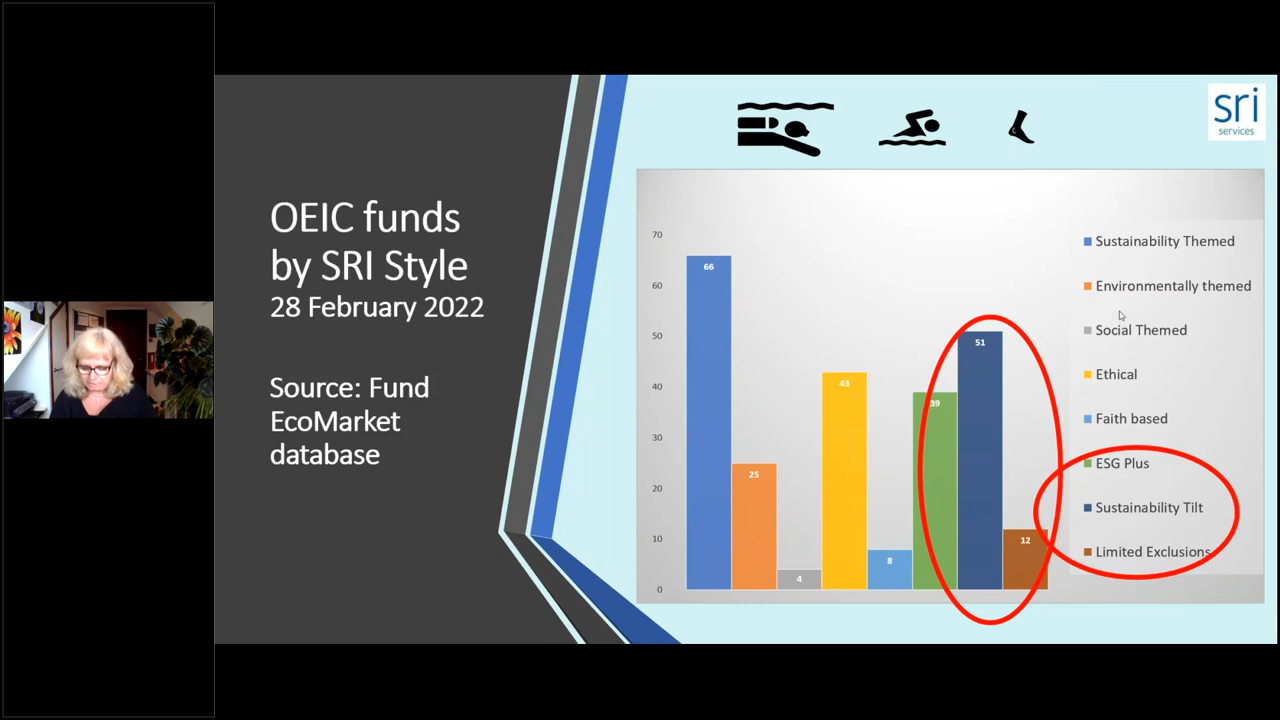 OEIC funds
by SRI Style
28 February 2022
Source: Fund
EcoMarket
database
sri
services
70
60
50
40
30
20
10
0
66
25
4
43
8
39
51
12
Sustainability Themed
Environmentally themed
Social Themed
Ethical
Faith based
ESG Plus
Sustainability Tilt
Limited Exclusions